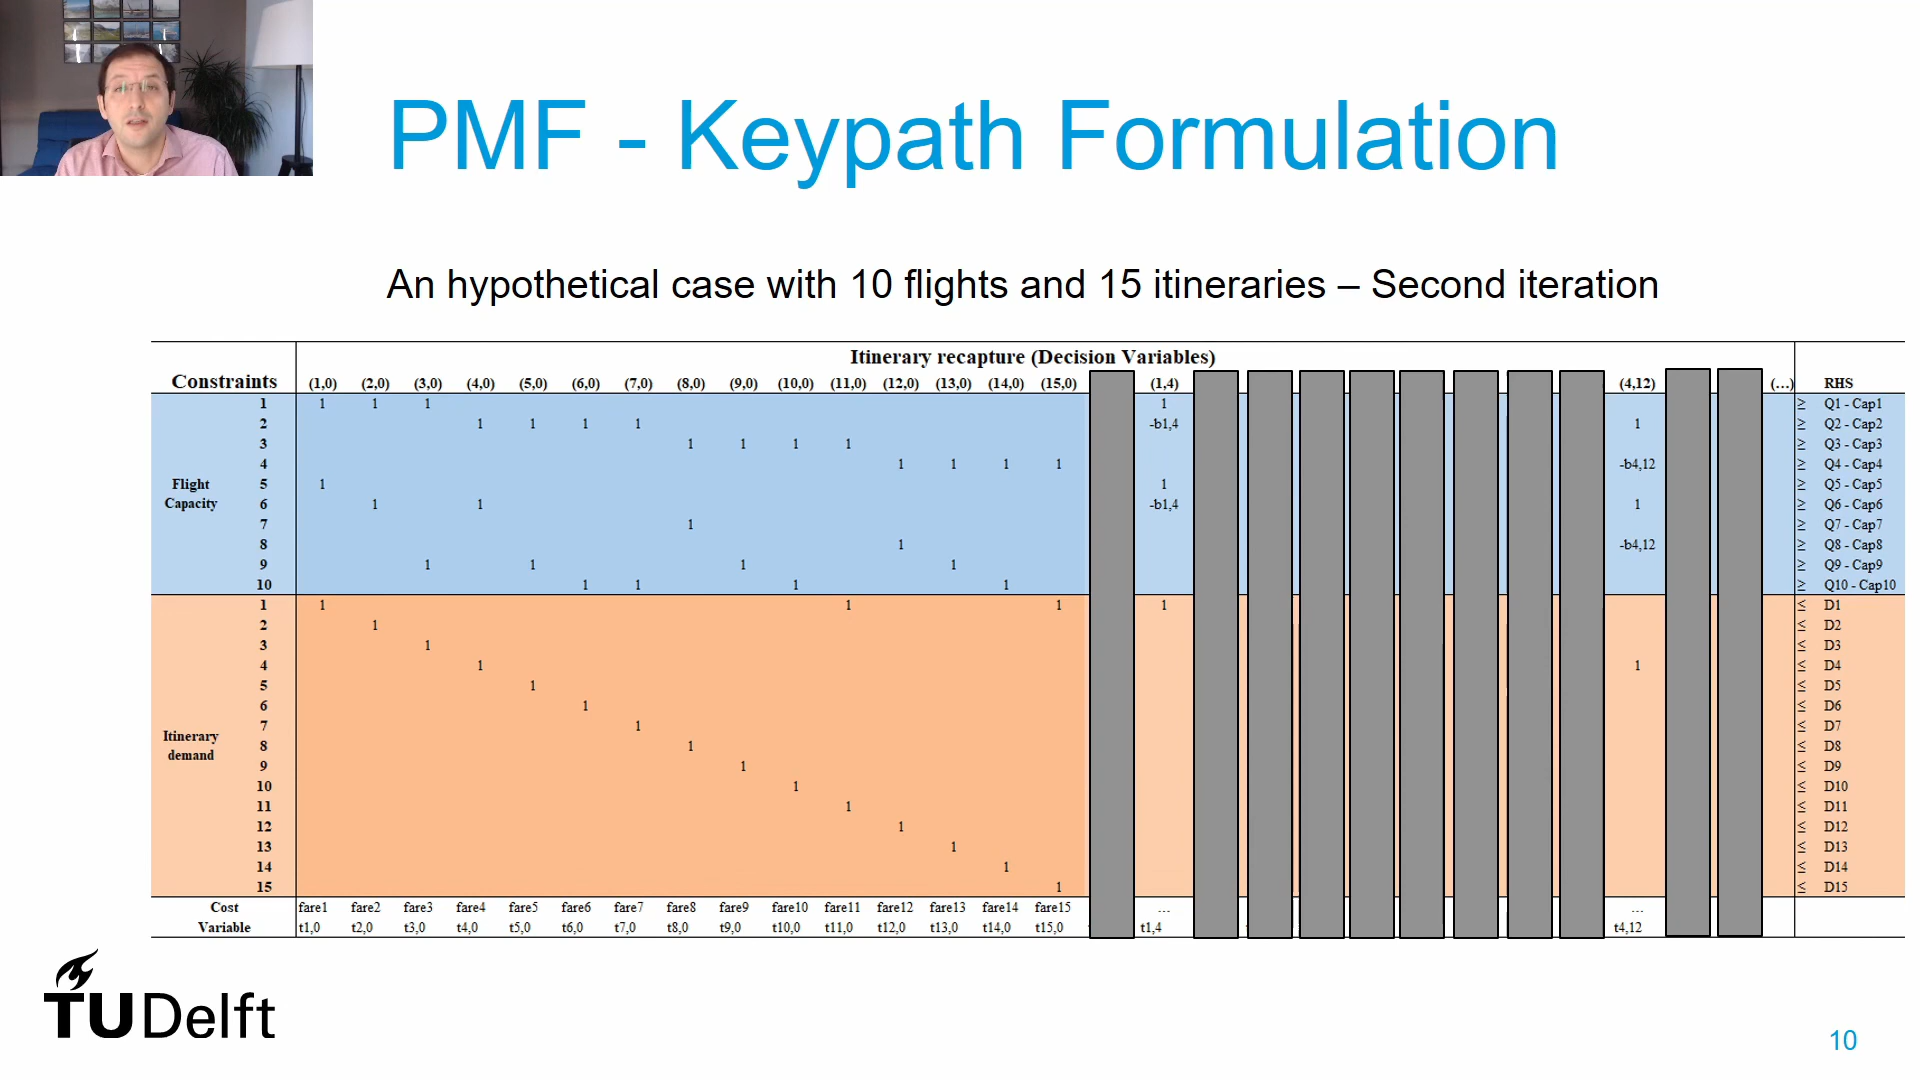 PMF - Keypath Formulation
An hypothetical case with 10 flights and 15 itineraries – Second iteration
Itinerary recapture (Decision Variables)
Constraints (1,0) (2,0) (3,0) (4,0) (5,0) (6,0) (7,0) (8,0) (9,0) (10,0) (11,0) (12,0) (13,0) (14,0) (15,0) (1,4) (4,12) (…) RHS
1 1 1 1 1 ≥ Q1 - Cap1
2 1 1 1 1 -b1,4 1 ≥ Q2 - Cap2
3 1 1 1 1 ≥ Q3 - Cap3
4 1 1 1 1 -b4,12 ≥ Q4 - Cap4
Flight 5 1 1 ≥ Q5 - Cap5
Capacity 6 1 1 -b1,4 1 ≥ Q6 - Cap6
7 1 ≥ Q7 - Cap7
8 1 -b4,12 ≥ Q8 - Cap8
9 1 1 1 1 ≥ Q9 - Cap9
10 1 1 1 1 ≥ Q10 - Cap10
1 1 1 1 1 ≤ D1
2 1 ≤ D2
3 1 ≤ D3
4 1 1 ≤ D4
5 1 ≤ D5
6 1 ≤ D6
7 1 ≤ D7
Itinerary
8 1 ≤ D8
demand
9 1 ≤ D9
10 1 ≤ D10
11 1 ≤ D11
12 1 ≤ D12
13 1 ≤ D13
14 1 ≤ D14
15 1 ≤ D15
Cost fare1 fare2 fare3 fare4 fare5 fare6 fare7 fare8 fare9 fare10 fare11 fare12 fare13 fare14 fare15 … …
Variable t1,0 t2,0 t3,0 t4,0 t5,0 t6,0 t7,0 t8,0 t9,0 t10,0 t11,0 t12,0 t13,0 t14,0 t15,0 t1,4 t4,12
TUDelft
10